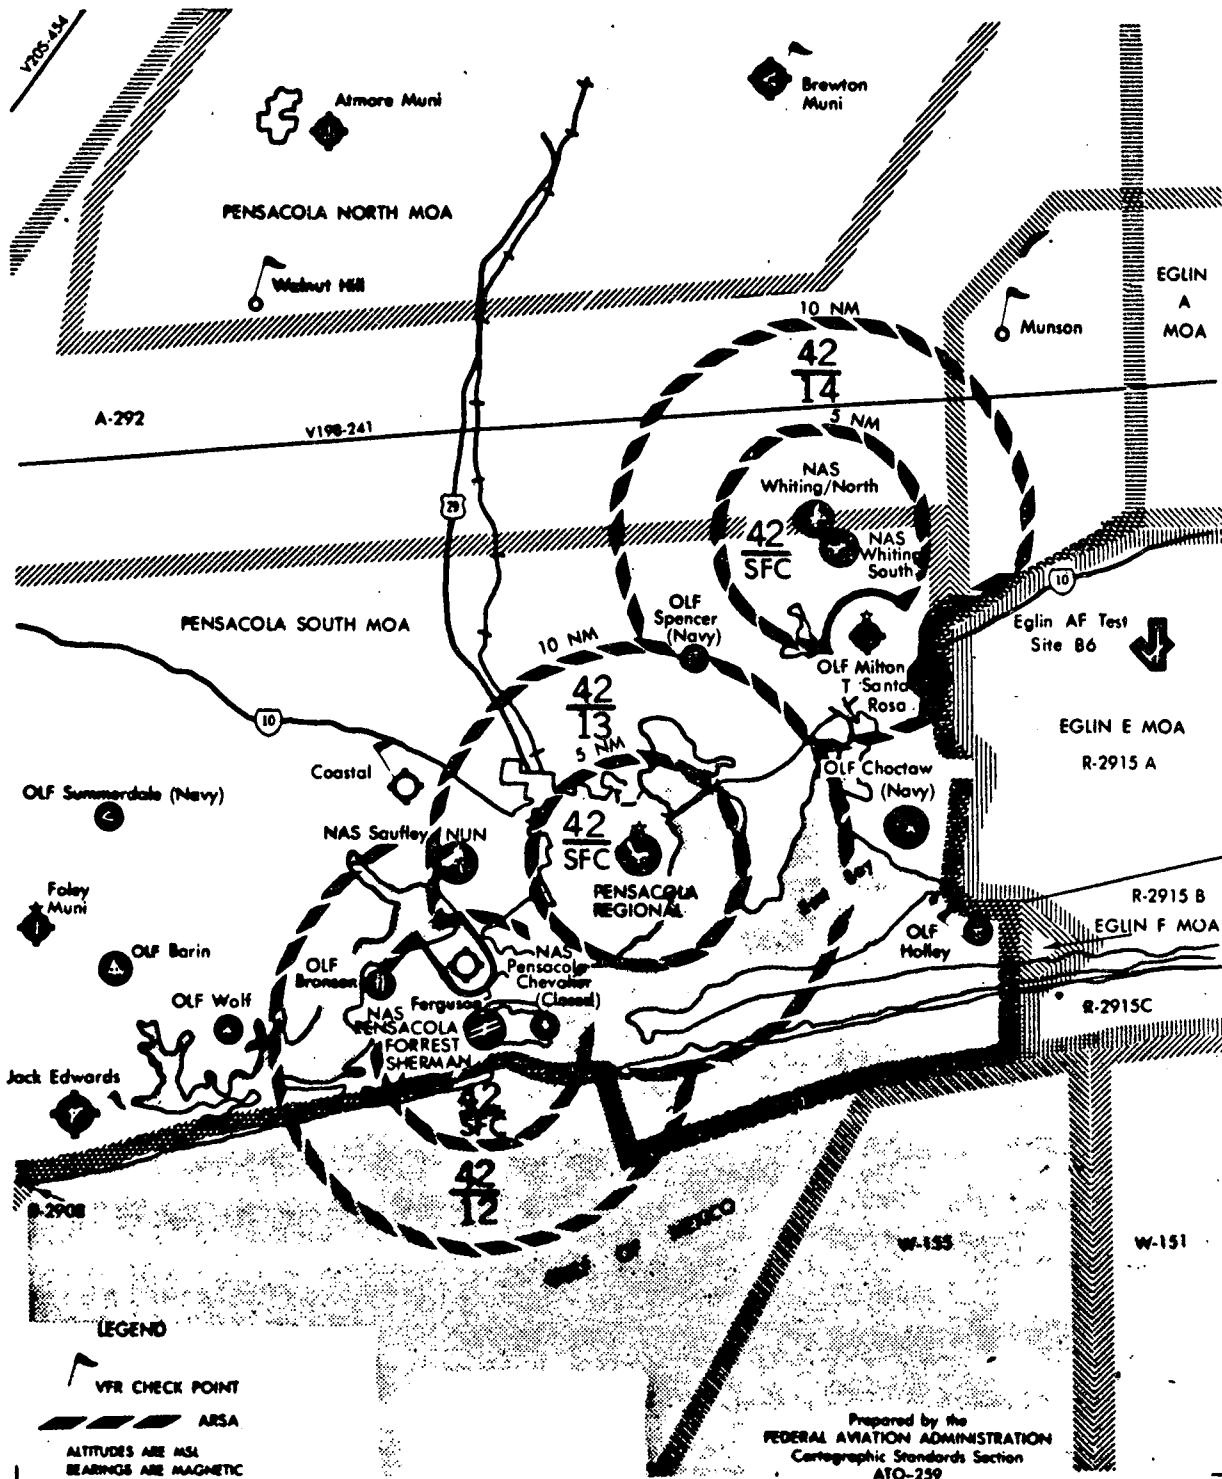 V205-454
Atmore Muni
Brewton
Muni
PENSACOLA NORTH MOA
Walnut Hill
EGLIN
A
MOA
Munson
10 NM
42
14
A-292
V198-241
5 NM
NAS
Whiting/North
29
42
SFC
NAS
Whiting
South
10
OLF
Spencer
(Navy)
PENSACOLA SOUTH MOA
10 NM
Eglin AF Test
Site B6
OLF Milton
T Santa
Rosa
42
13
5 NM
10
EGLIN E MOA
R-2915 A
Coastal
OLF Choctaw
(Navy)
OLF Summerdale (Navy)
NAS Saufley NUN
42
SFC
PENSACOLA
REGIONAL
Foley
Muni
R-2915 B
EGLIN F MOA
OLF
Holley
OLF Barin
OLF
Bronson
NAS
Pensacola
Chevalier
(Closed)
Ferguson
OLF Wolf
NAS
PENSACOLA
FORREST
SHERMAN
R-2915C
Jack Edwards
42
SFC
42
12
GULF OF MEXICO
W-155
W-151
LEGEND
VFR CHECK POINT
ARSA
ALTITUDES ARE MSL
BEARINGS ARE MAGNETIC
Prepared by the
FEDERAL AVIATION ADMINISTRATION
Cartographic Standards Section
ATO-259